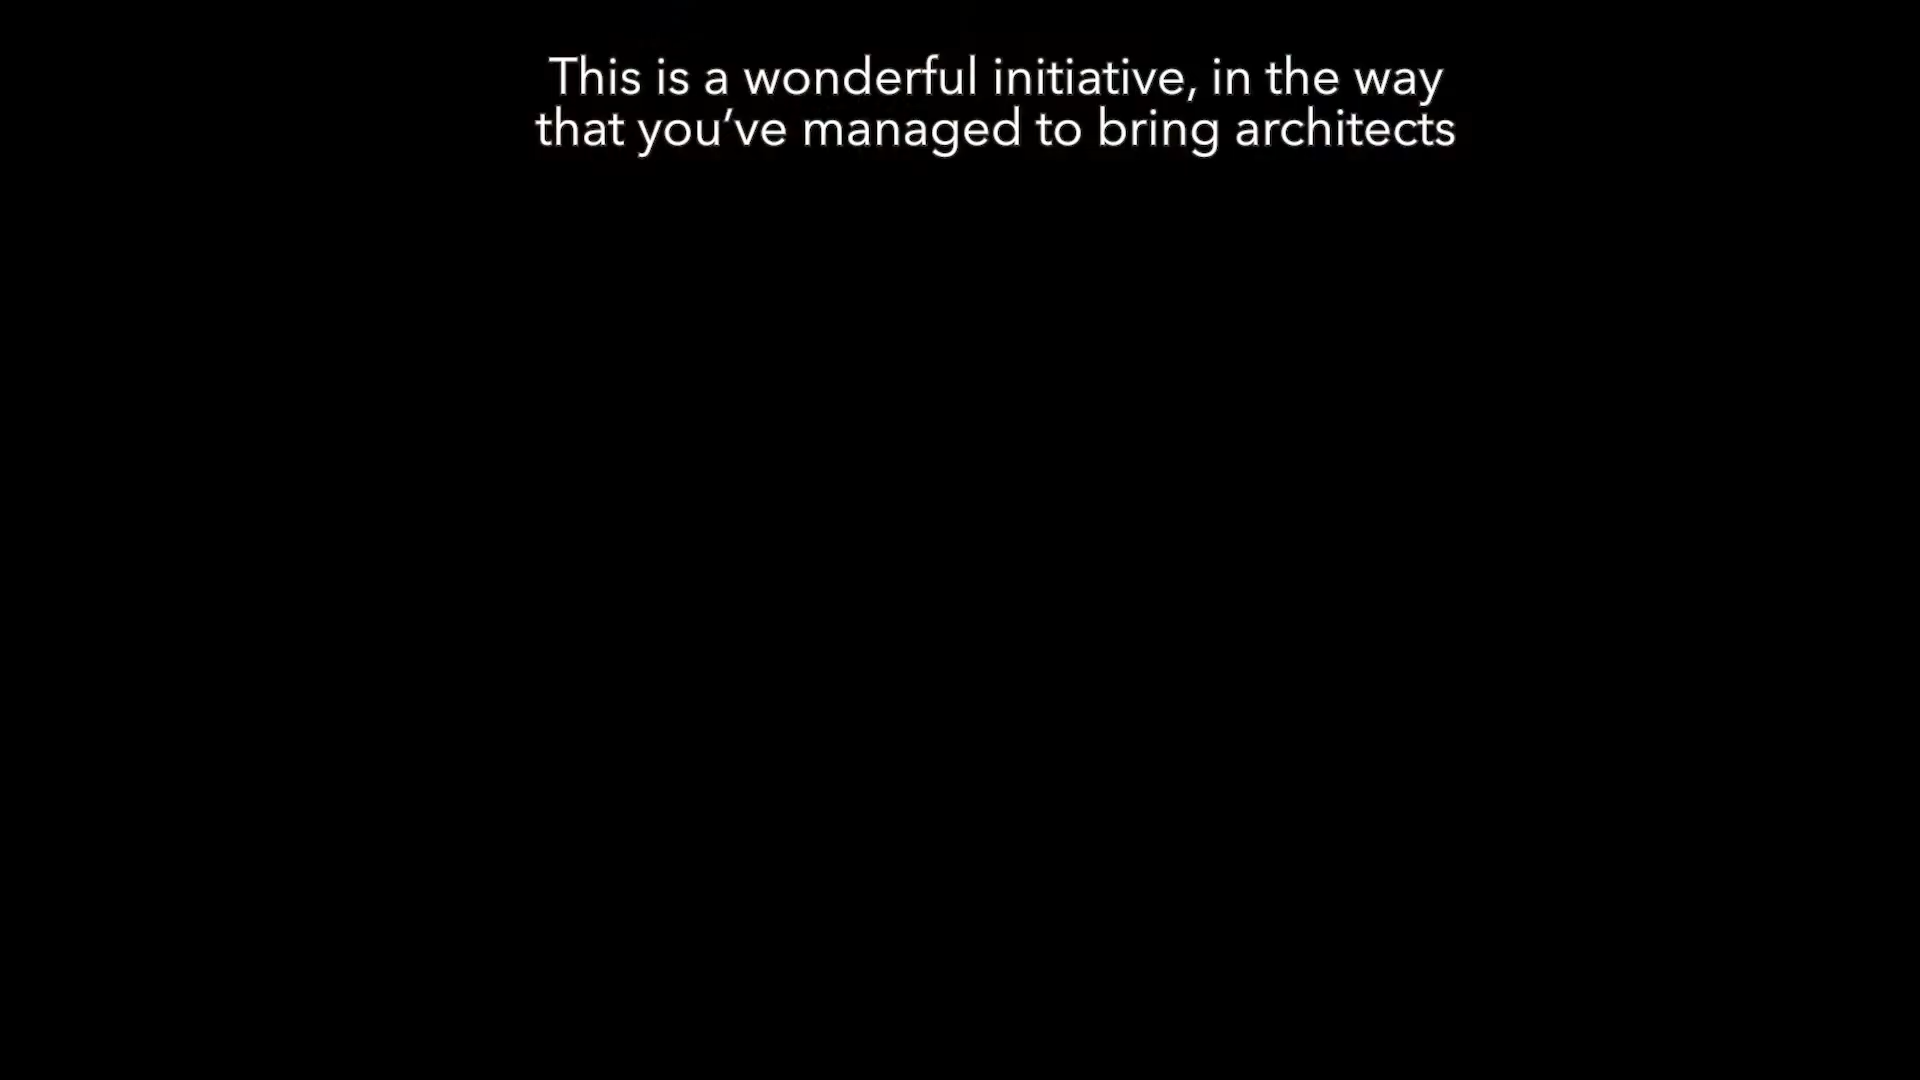 This is a wonderful initiative, in the way
that you’ve managed to bring architects